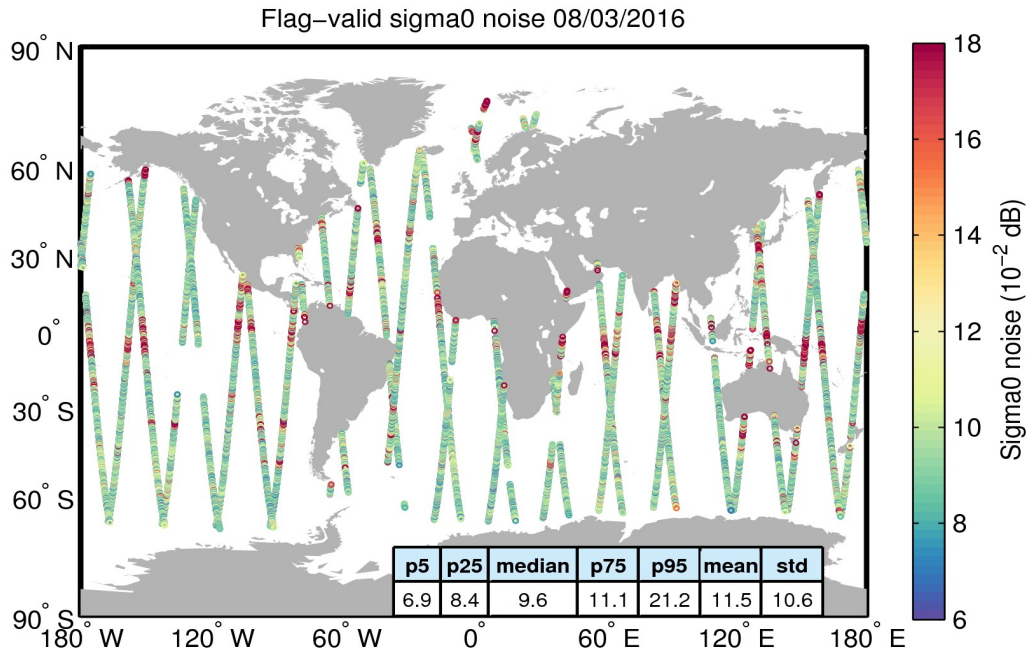 Flag−valid sigma0 noise 08/03/2016
90° N
60° N
30° N
0°
30° S
60° S
90° S
180° W
120° W
60° W
0°
60° E
120° E
180° E
18
16
14
12
10
8
6
Sigma0 noise (10⁻² dB)
p5 p25 median p75 p95 mean std
6.9 8.4 9.6 11.1 21.2 11.5 10.6